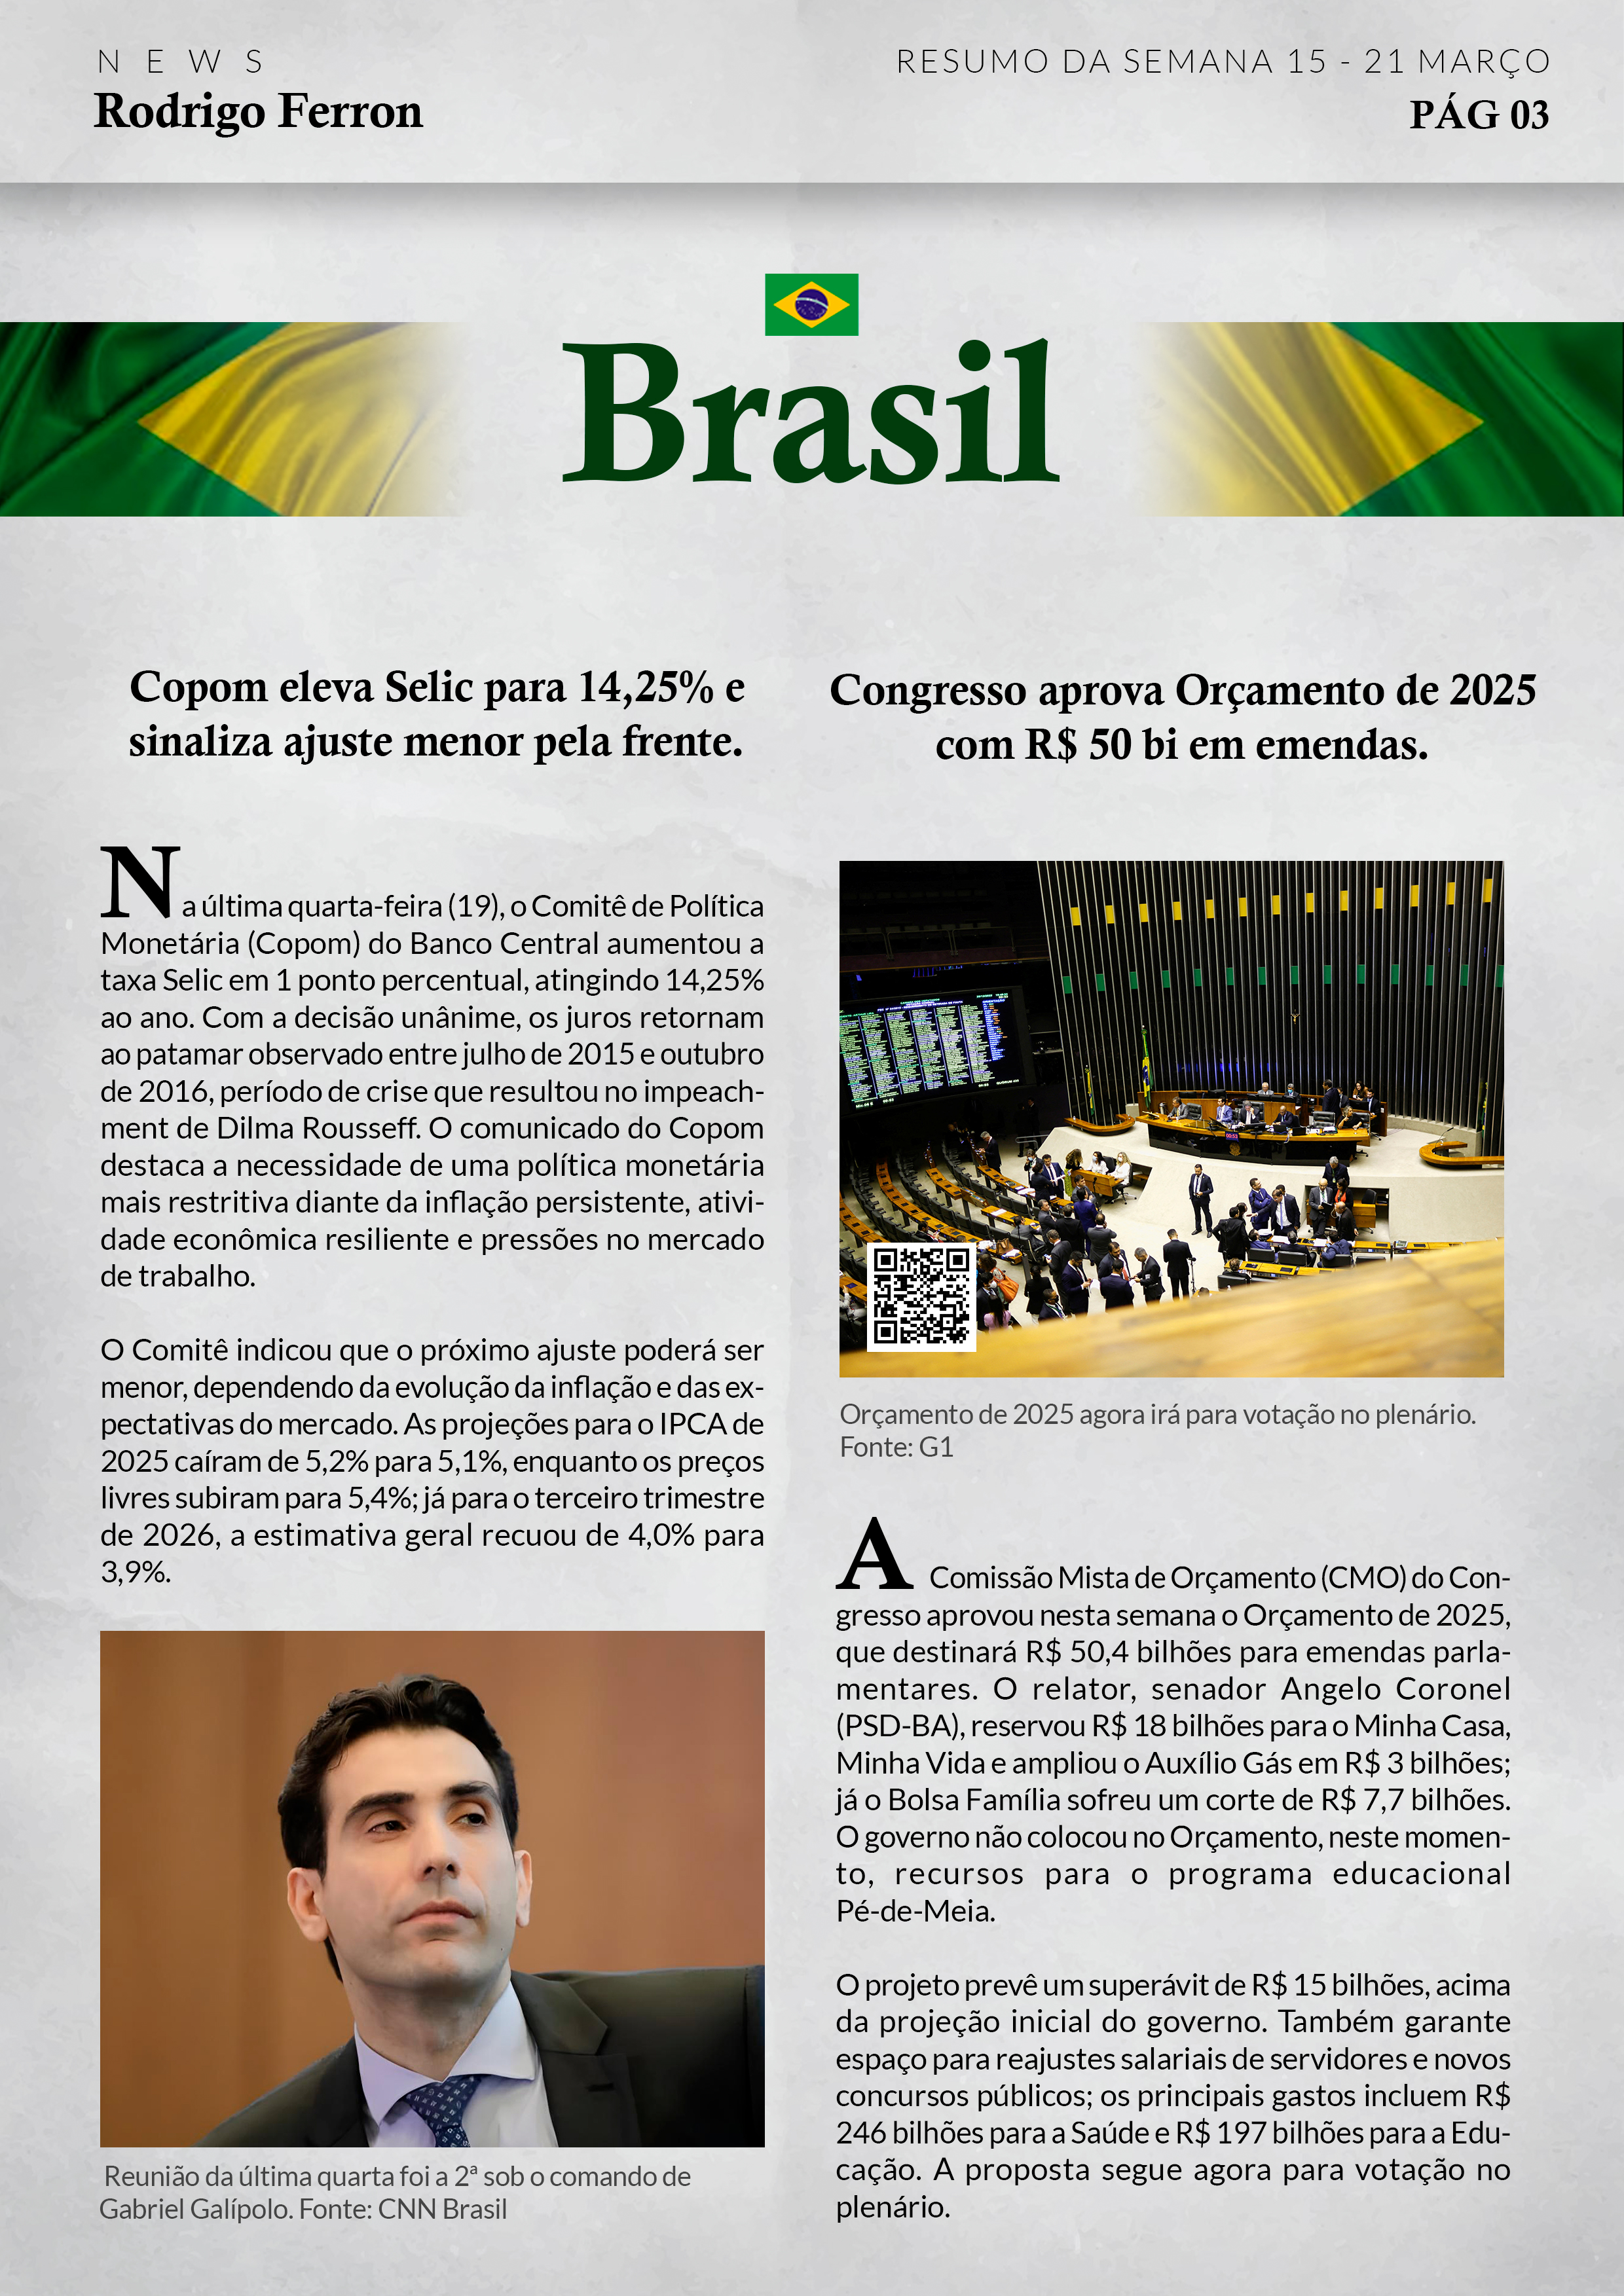 NEWS
Rodrigo Ferron
RESUMO DA SEMANA 15 - 21 MARÇO
PÁG 03
Brasil
Copom eleva Selic para 14,25% e
sinaliza ajuste menor pela frente.
Na última quarta-feira (19), o Comitê de Política
Monetária (Copom) do Banco Central aumentou a
taxa Selic em 1 ponto percentual, atingindo 14,25%
ao ano. Com a decisão unânime, os juros retornam
ao patamar observado entre julho de 2015 e outubro
de 2016, período de crise que resultou no impeach-
ment de Dilma Rousseff. O comunicado do Copom
destaca a necessidade de uma política monetária
mais restritiva diante da inflação persistente, ativi-
dade econômica resiliente e pressões no mercado
de trabalho.
O Comitê indicou que o próximo ajuste poderá ser
menor, dependendo da evolução da inflação e das ex-
pectativas do mercado. As projeções para o IPCA de
2025 caíram de 5,2% para 5,1%, enquanto os preços
livres subiram para 5,4%; já para o terceiro trimestre
de 2026, a estimativa geral recuou de 4,0% para
3,9%.
Reunião da última quarta foi a 2ª sob o comando de
Gabriel Galípolo. Fonte: CNN Brasil
Congresso aprova Orçamento de 2025
com R$ 50 bi em emendas.
Orçamento de 2025 agora irá para votação no plenário.
Fonte: G1
A Comissão Mista de Orçamento (CMO) do Con-
gresso aprovou nesta semana o Orçamento de 2025,
que destinará R$ 50,4 bilhões para emendas parla-
mentares. O relator, senador Angelo Coronel
(PSD-BA), reservou R$ 18 bilhões para o Minha Casa,
Minha Vida e ampliou o Auxílio Gás em R$ 3 bilhões;
já o Bolsa Família sofreu um corte de R$ 7,7 bilhões.
O governo não colocou no Orçamento, neste momen-
to, recursos para o programa educacional
Pé-de-Meia.
O projeto prevê um superávit de R$ 15 bilhões, acima
da projeção inicial do governo. Também garante
espaço para reajustes salariais de servidores e novos
concursos públicos; os principais gastos incluem R$
246 bilhões para a Saúde e R$ 197 bilhões para a Edu-
cação. A proposta segue agora para votação no
plenário.